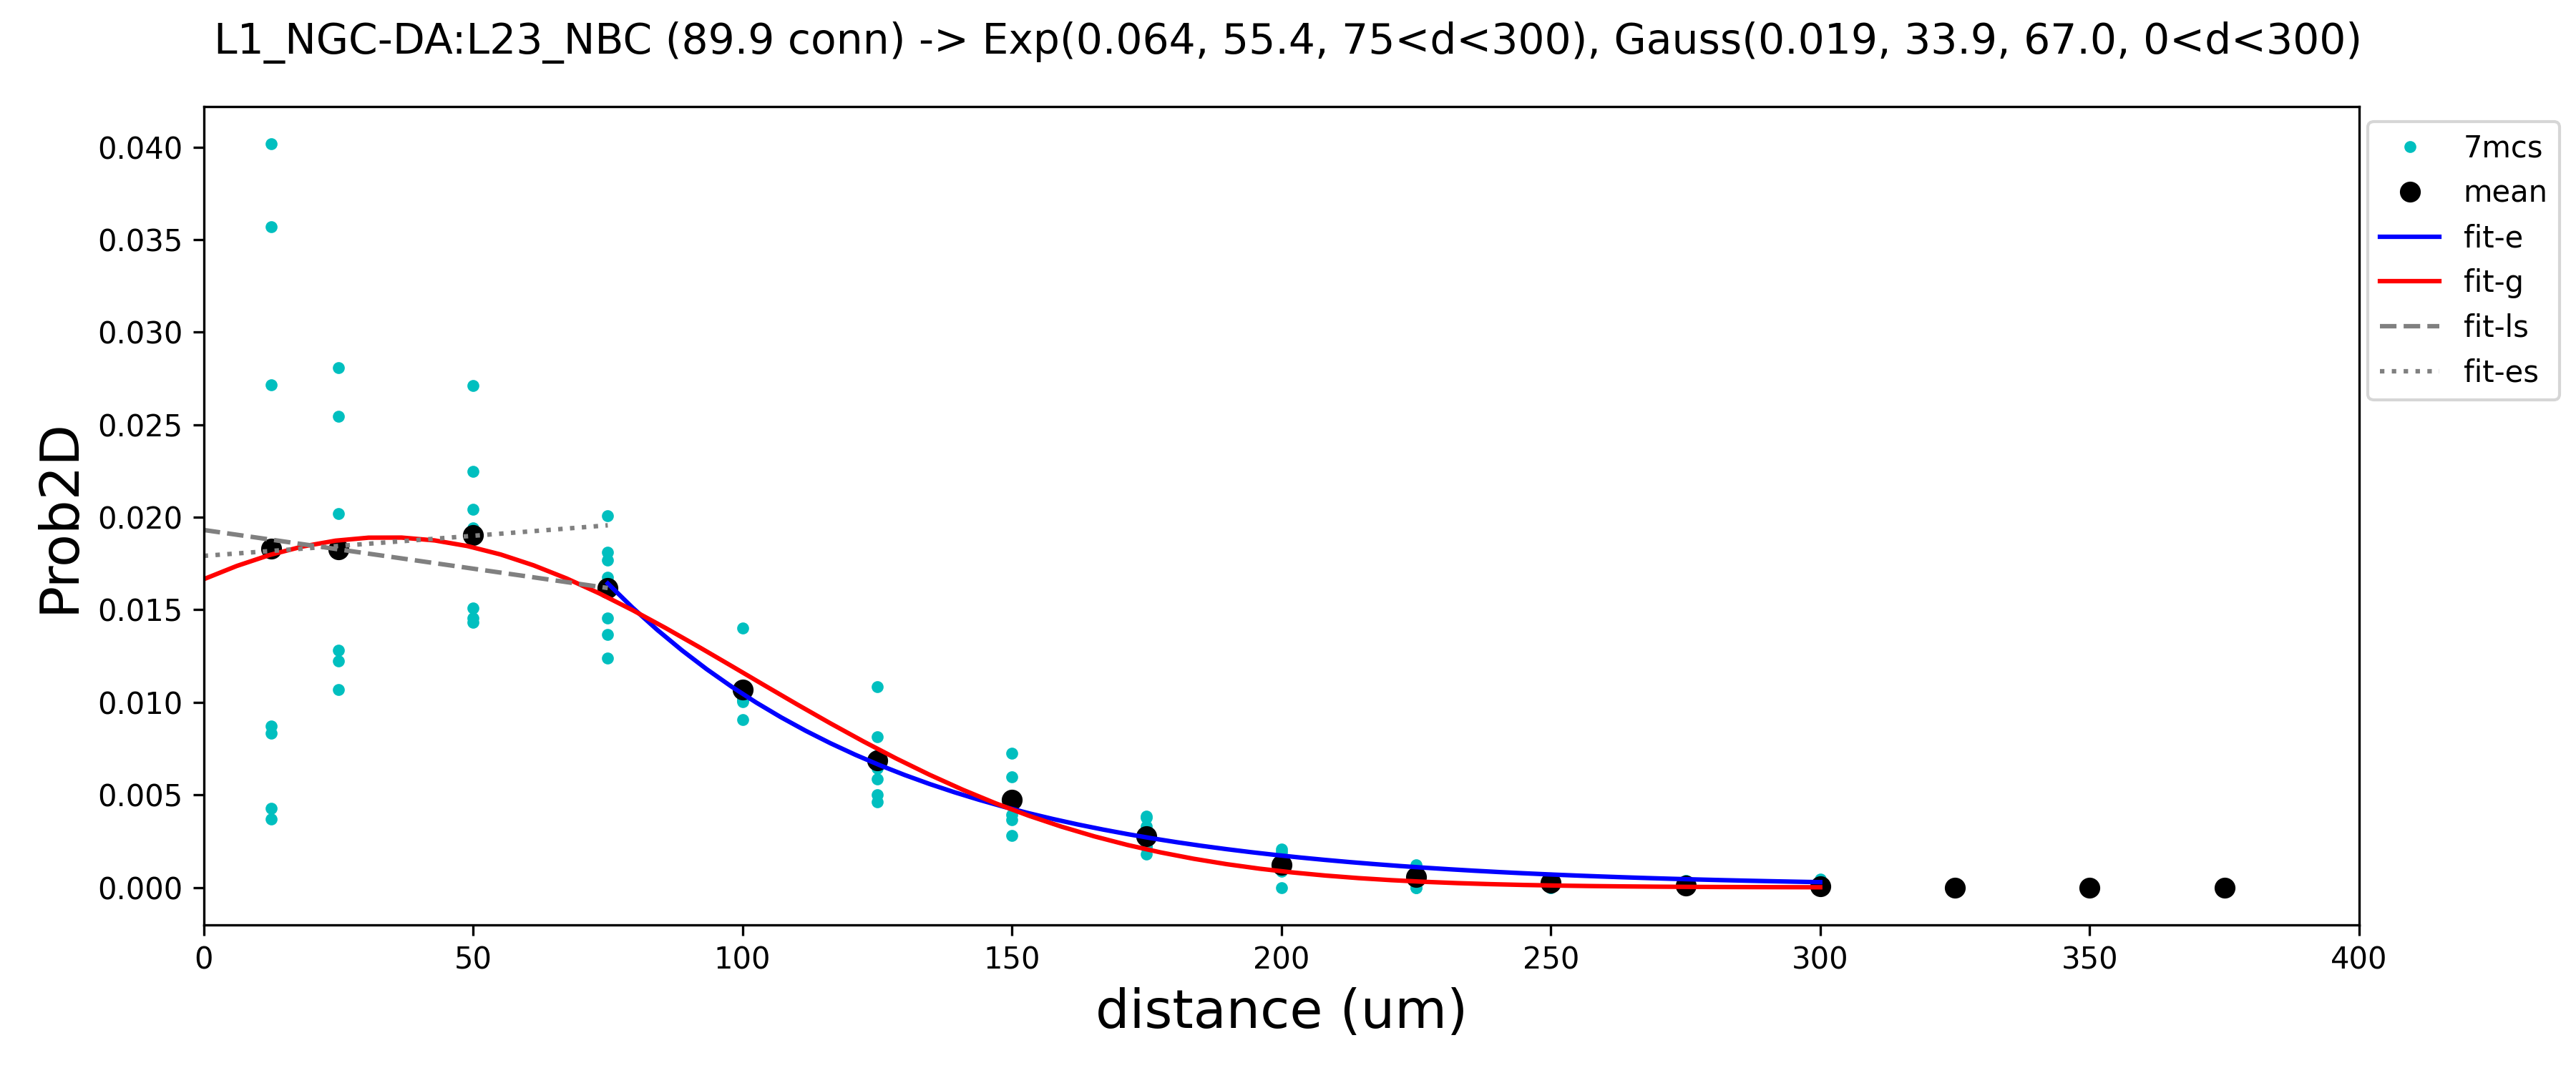 L1_NGC-DA:L23_NBC (89.9 conn) -> Exp(0.064, 55.4, 75<d<300), Gauss(0.019, 33.9, 67.0, 0<d<300)
0.040
0.035
0.030
0.025
0.020
0.015
0.010
0.005
0.000
Prob2D
0 50 100 150 200 250 300 350 400
distance (um)
7mcs
mean
fit-e
fit-g
fit-ls
fit-es